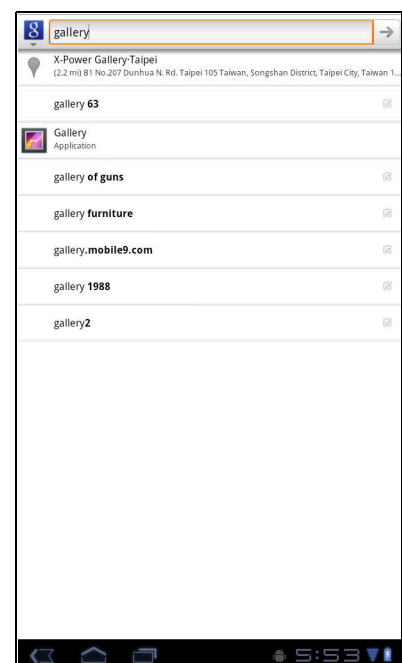 g gallery
X-Power Gallery·Taipei
(2.2 mi) B1 No.207 Dunhua N. Rd. Taipei 105 Taiwan, Songshan District, Taipei City, Taiwan 1...
gallery 63
Gallery
Application
gallery of guns
gallery furniture
gallery.mobile9.com
gallery 1988
gallery2
5:53